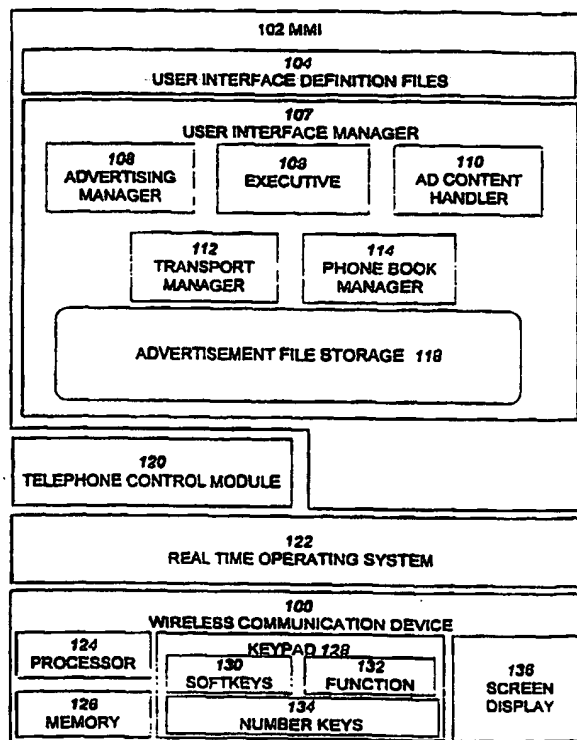 102 MMI
104
USER INTERFACE DEFINITION FILES
107
USER INTERFACE MANAGER
108
ADVERTISING
MANAGER
109
EXECUTIVE
110
AD CONTENT
HANDLER
112
TRANSPORT
MANAGER
114
PHONE BOOK
MANAGER
ADVERTISEMENT FILE STORAGE 118
120
TELEPHONE CONTROL MODULE
122
REAL TIME OPERATING SYSTEM
100
WIRELESS COMMUNICATION DEVICE
124
PROCESSOR
126
MEMORY
KEYPAD 128
130
SOFTKEYS
132
FUNCTION
134
NUMBER KEYS
136
SCREEN
DISPLAY